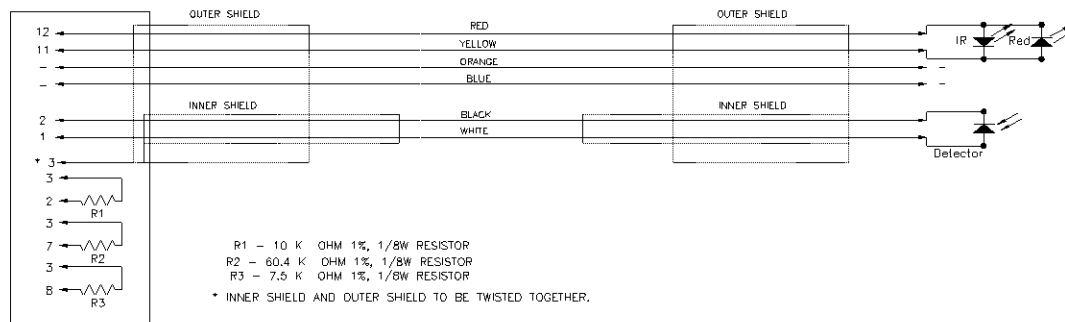 OUTER SHIELD OUTER SHIELD
12 RED
11 YELLOW IR Red
– ORANGE –
– BLUE –
INNER SHIELD INNER SHIELD
2 BLACK
1 WHITE
Detector
* 3
3
2 R1
3
7 R2
3
8 R3
R1 – 10 K OHM 1%, 1/8W RESISTOR
R2 – 60.4 K OHM 1%, 1/8W RESISTOR
R3 – 7.5 K OHM 1%, 1/8W RESISTOR
* INNER SHIELD AND OUTER SHIELD TO BE TWISTED TOGETHER.